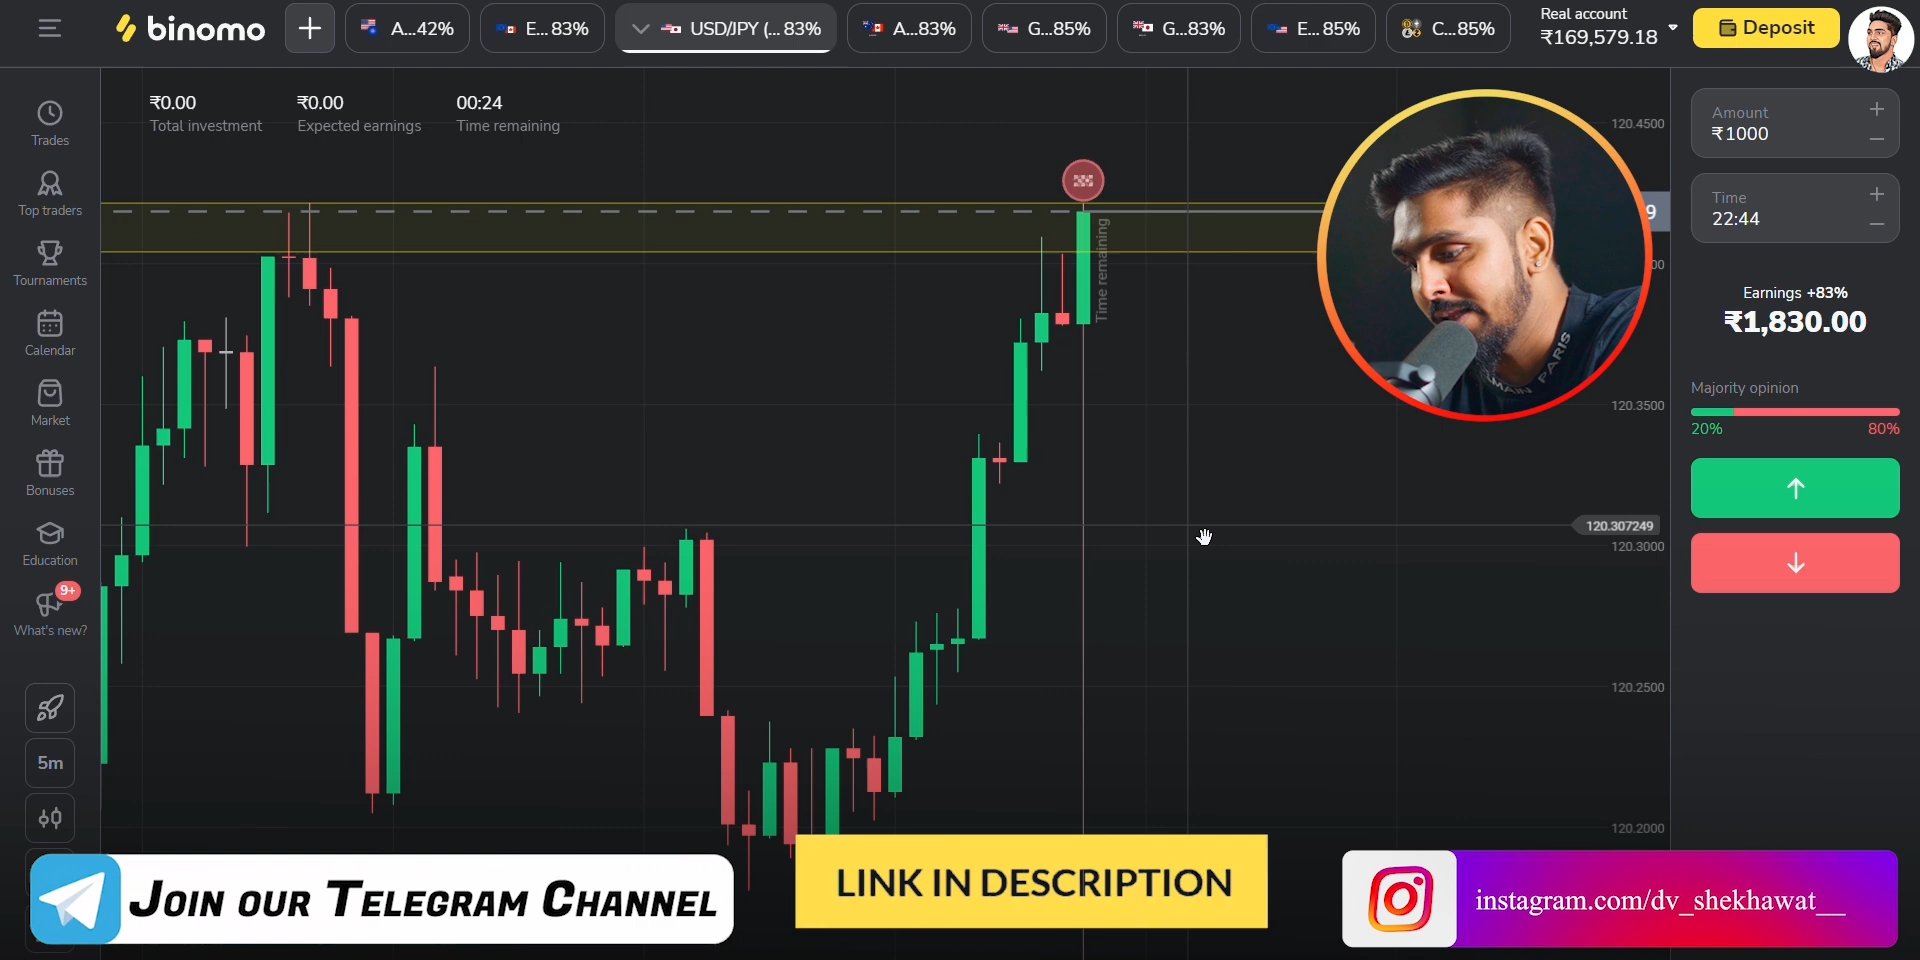 binomo
+
A...42%
E... 83%
USD/JPY (... 83%
A...83%
G...85%
G...83%
E... 85%
C...85%
Real account
₹169,579.18
Deposit
₹0.00
Total investment
₹0.00
Expected earnings
00:24
Time remaining
Trades
Top traders
Tournaments
Calendar
Market
Bonuses
Education
9+
What's new?
5m
Time remaining
120.4500
9
00
120.3500
120.307249
120.3000
120.2500
120.2000
PARIS
Amount
₹1000
Time
22:44
Earnings +83%
₹1,830.00
Majority opinion
20%
80%
JOIN OUR TELEGRAM CHANNEL
LINK IN DESCRIPTION
instagram.com/dv_shekhawat__